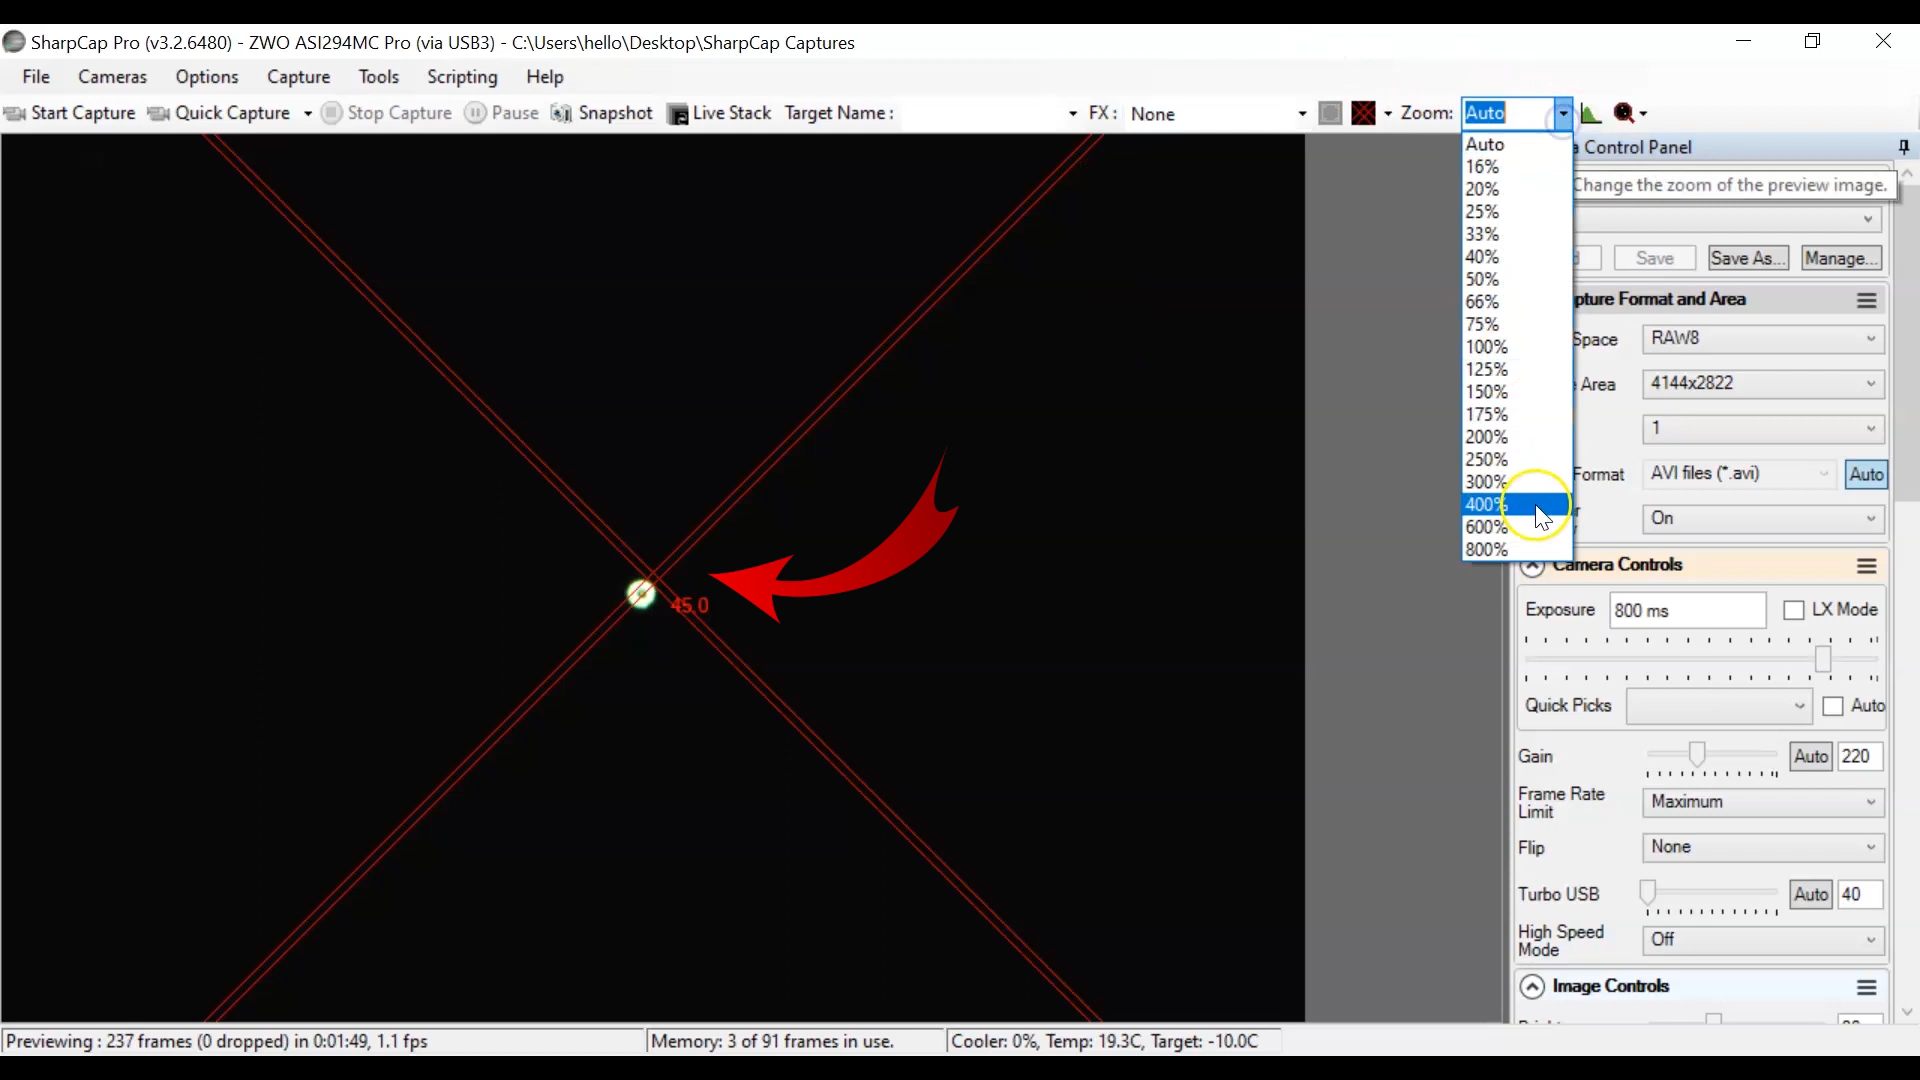 SharpCap Pro (v3.2.6480) - ZWO ASI294MC Pro (via USB3) - C:\Users\hello\Desktop\SharpCap Captures
File Cameras Options Capture Tools Scripting Help
Start Capture Quick Capture Stop Capture Pause Snapshot Live Stack Target Name : FX : None Zoom: Auto
Auto
16%
20%
25%
33%
40%
50%
66%
75%
100%
125%
150%
175%
200%
250%
300%
400%
600%
800%
Control Panel
Change the zoom of the preview image.
Save Save As... Manage...
pture Format and Area
Space RAW8
Area 4144x2822
1
Format AVI files (*.avi) Auto
On
Camera Controls
Exposure 800 ms LX Mode
Quick Picks Auto
Gain Auto 220
Frame Rate
Limit
Maximum
Flip None
Turbo USB Auto 40
High Speed
Mode
Off
Image Controls
45.0
Previewing : 237 frames (0 dropped) in 0:01:49, 1.1 fps
Memory: 3 of 91 frames in use.
Cooler: 0%, Temp: 19.3C, Target: -10.0C